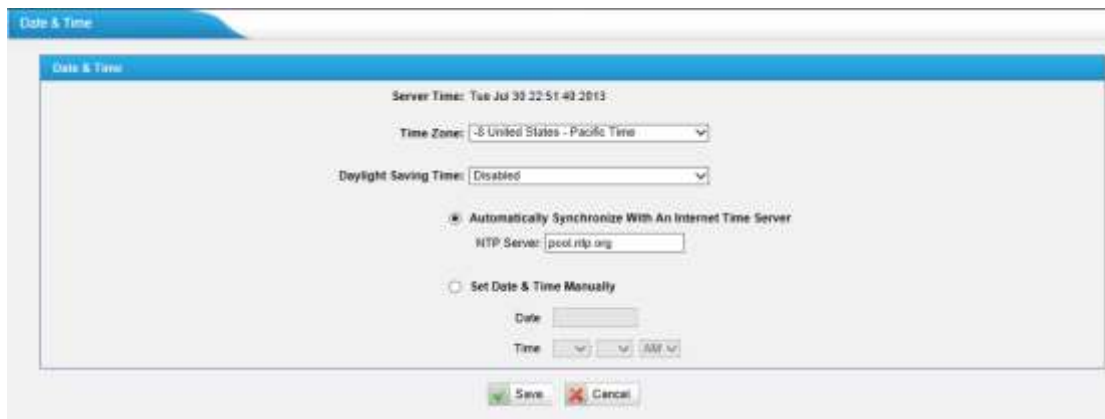 Date & Time
Date & Time
Server Time: Tue Jul 30 22:51:40 2013
Time Zone: -8 United States - Pacific Time
Daylight Saving Time: Disabled
Automatically Synchronize With An Internet Time Server
NTP Server pool.ntp.org
Set Date & Time Manually
Date
Time AM
Save Cancel